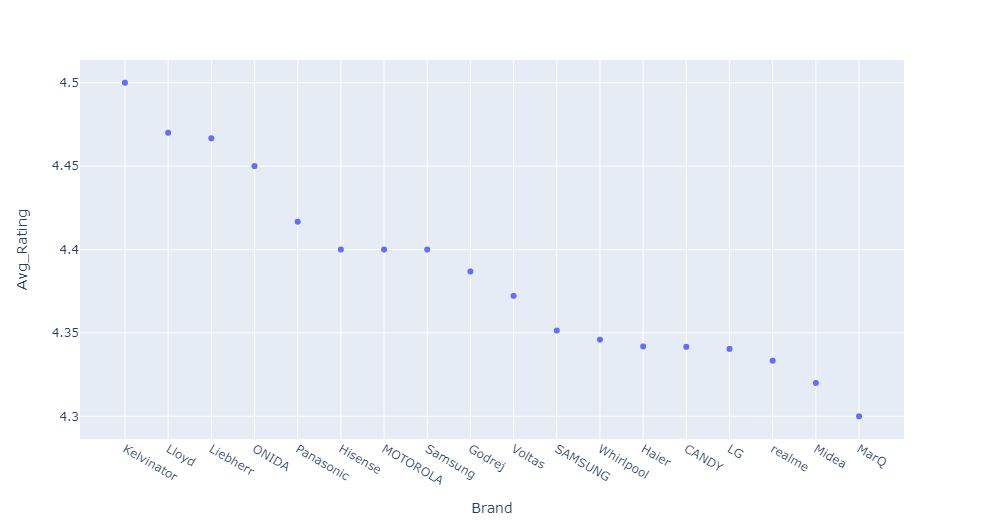 4.5
4.45
4.4
4.35
4.3
Avg_Rating
Kelvinator
Lloyd
Liebherr
ONIDA
Panasonic
Hisense
MOTOROLA
Samsung
Godrej
Voltas
SAMSUNG
Whirlpool
Haier
CANDY
LG
realme
Midea
MarQ
Brand